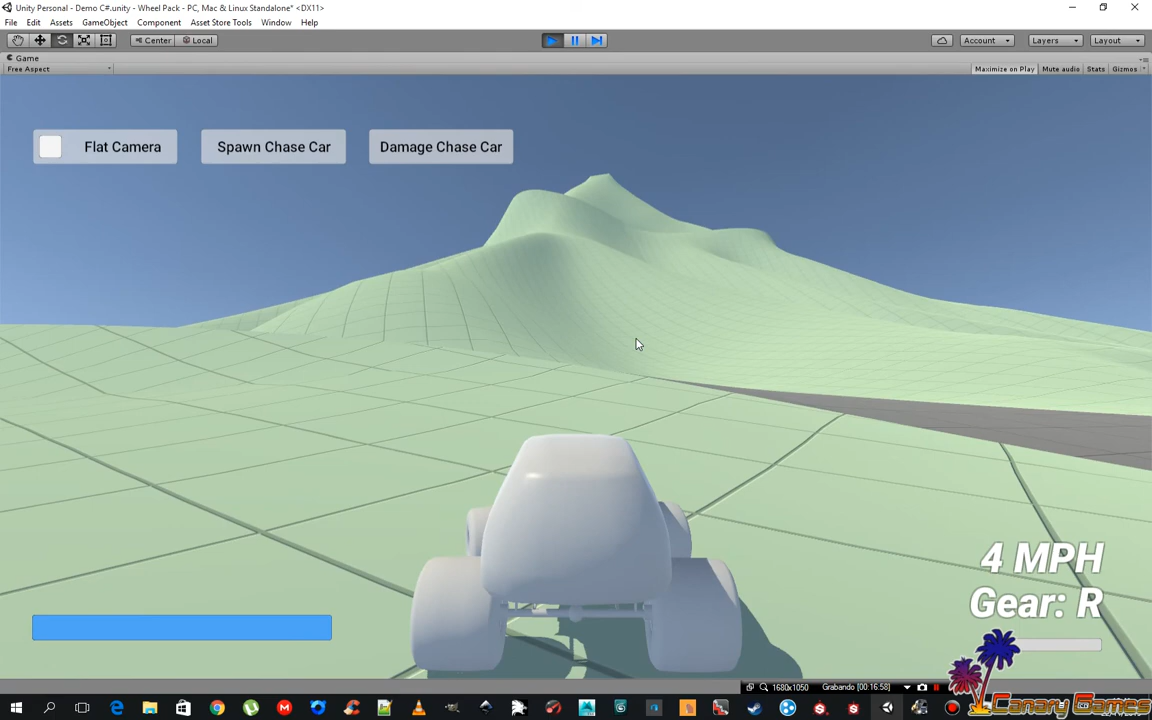 Unity Personal - Demo C#.unity - Wheel Pack - PC, Mac & Linux Standalone* <DX11>
File Edit Assets GameObject Component Asset Store Tools Window Help
Center Local Account Layers Layout
Game
Free Aspect Maximize on Play Mute audio Stats Gizmos
Flat Camera Spawn Chase Car Damage Chase Car
4 MPH
Gear: R
1680x1050 Grabando [00:16:58]
Canary Games